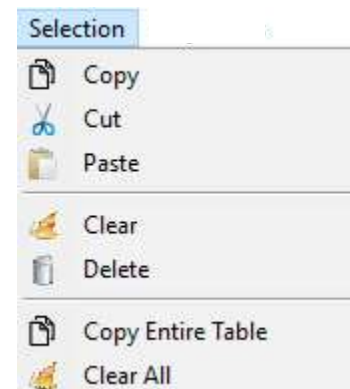 Selection
Copy
Cut
Paste
Clear
Delete
Copy Entire Table
Clear All